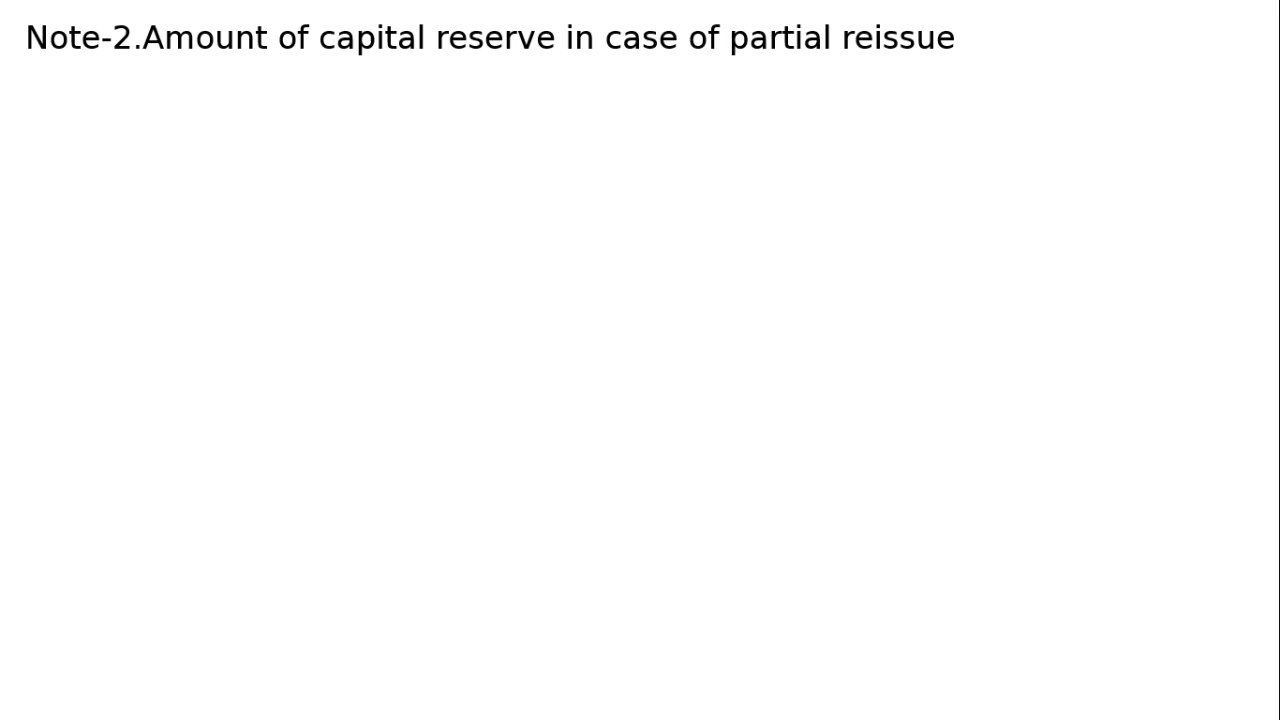 Note-2.Amount of capital reserve in case of partial reissue